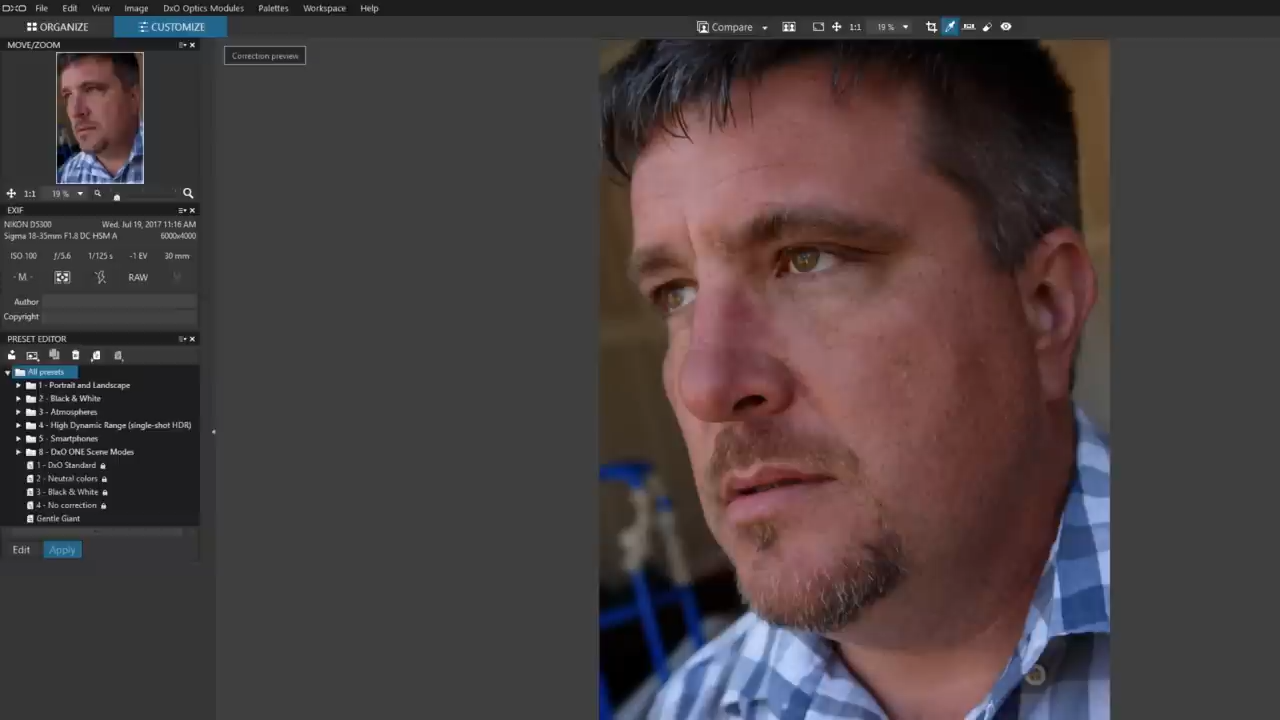 DXO File Edit View Image DxO Optics Modules Palettes Workspace Help
ORGANIZE CUSTOMIZE Compare 1:1 19 %
MOVE/ZOOM
Correction preview
1:1 19 %
EXIF
NIKON D5300 Wed, Jul 19, 2017 11:16 AM
Sigma 18-35mm F1.8 DC HSM A 6000x4000
ISO 100 ƒ/5.6 1/125 s -1 EV 30 mm
- M - RAW M
Author
Copyright
PRESET EDITOR
All presets
1 - Portrait and Landscape
2 - Black & White
3 - Atmospheres
4 - High Dynamic Range (single-shot HDR)
5 - Smartphones
8 - DxO ONE Scene Modes
1 - DxO Standard
2 - Neutral colors
3 - Black & White
4 - No correction
Gentle Giant
Edit Apply